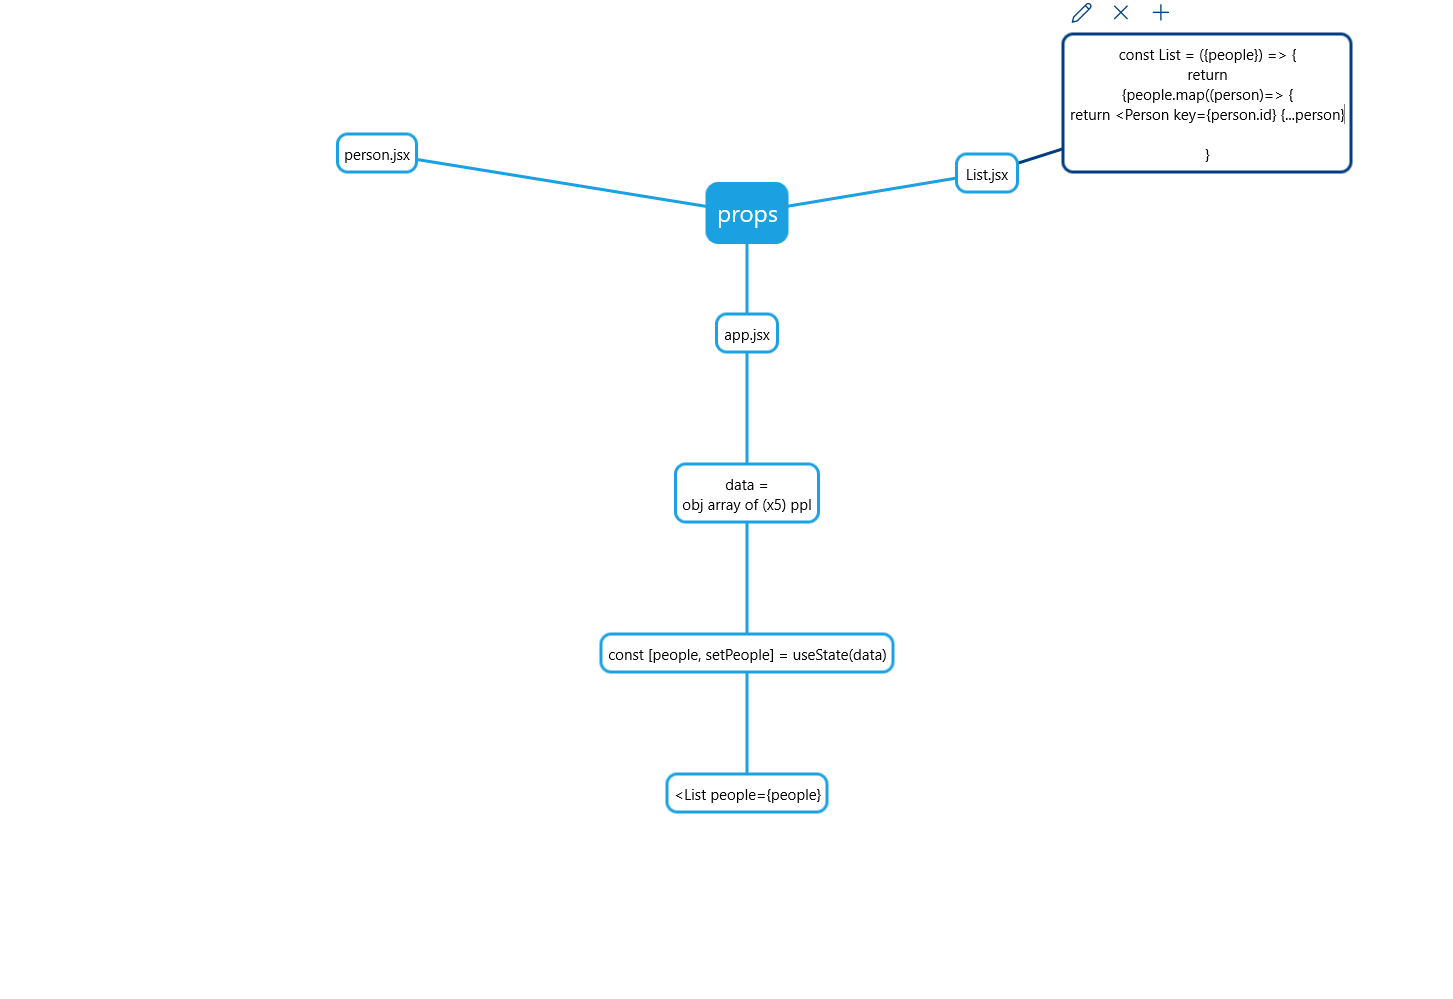 const List = ({people}) => {
return
{people.map((person)=> {
return <Person key={person.id} {...person}
}
person.jsx
List.jsx
props
app.jsx
data =
obj array of (x5) ppl
const [people, setPeople] = useState(data)
<List people={people}